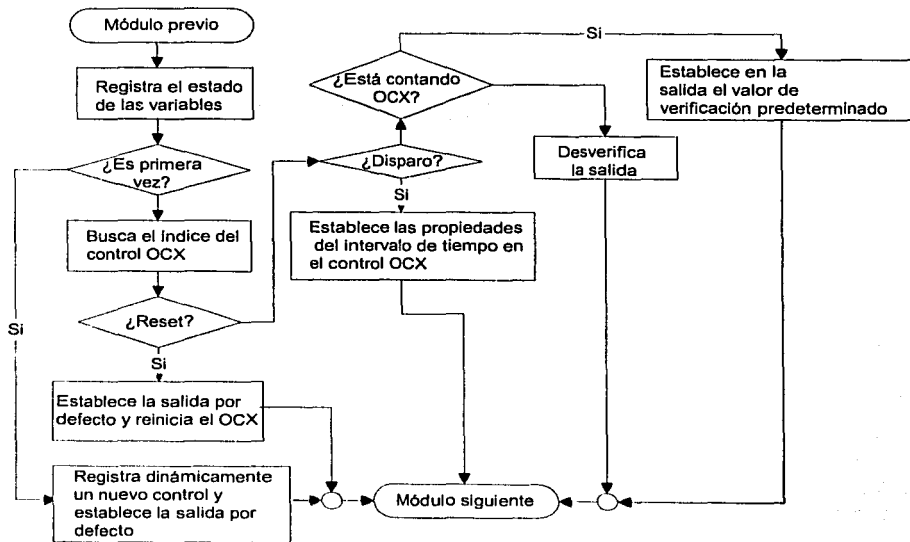 Módulo previo
Registra el estado
de las variables
¿Es primera
vez?
Busca el índice del
control OCX
¿Reset?
Si
Si
Establece la salida por
defecto y reinicia el OCX
Registra dinámicamente
un nuevo control y
establece la salida por
defecto
¿Está contando
OCX?
¿Disparo?
Si
Establece las propiedades
del intervalo de tiempo en
el control OCX
Módulo siguiente
Si
Desverifica
la salida
Establece en la
salida el valor de
verificación predeterminado